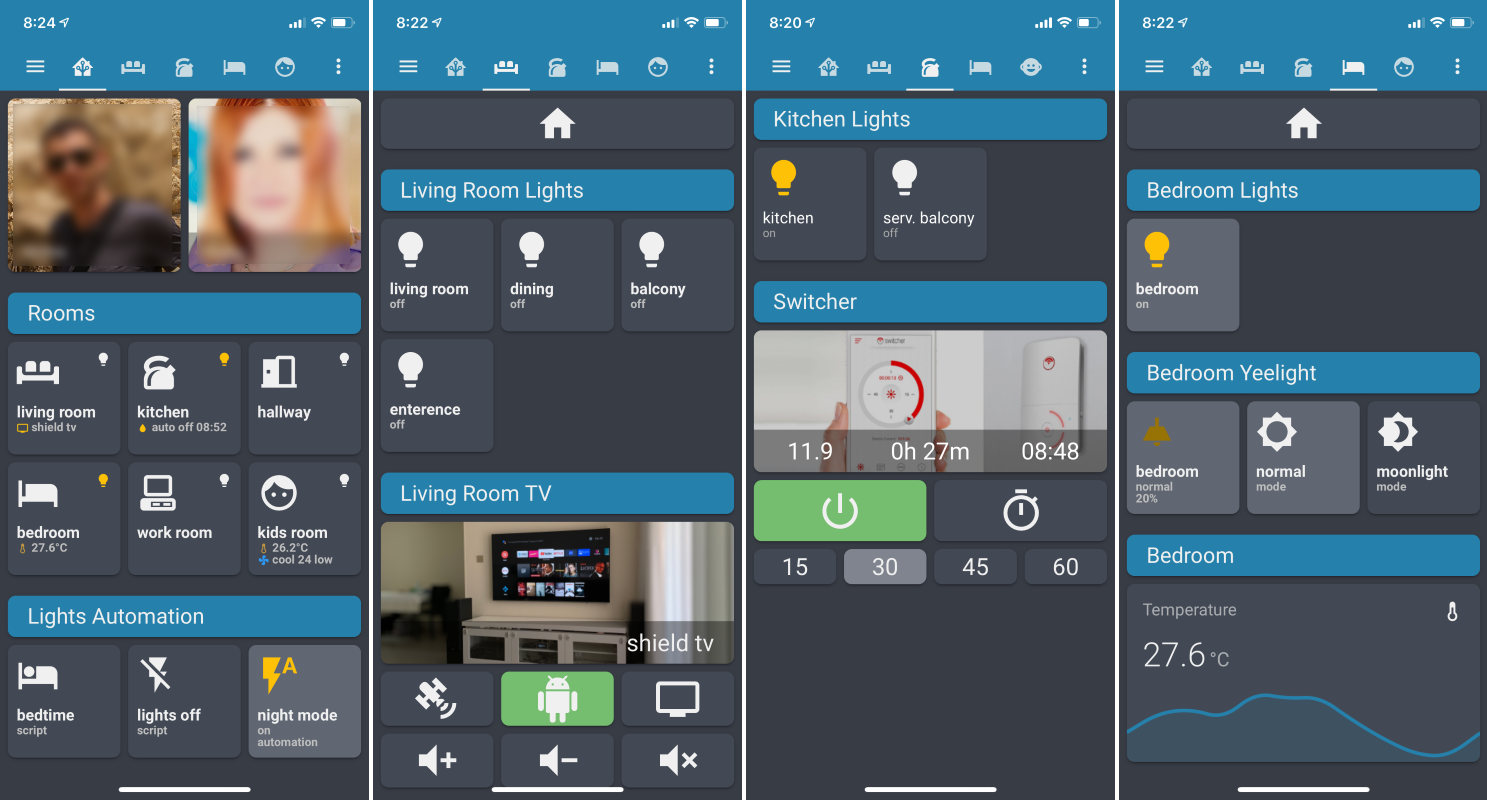 8:24
Rooms
living room
shield tv
kitchen
auto off 08:52
hallway
bedroom
27.6°C
work room
kids room
26.2°C
cool 24 low
Lights Automation
bedtime
script
lights off
script
A
night mode
on
automation
8:22
Living Room Lights
living room
off
dining
off
balcony
off
enterence
off
Living Room TV
shield tv
8:20
Kitchen Lights
kitchen
on
serv. balcony
off
Switcher
switcher
11.9
0h 27m
08:48
15
30
45
60
8:22
Bedroom Lights
bedroom
on
Bedroom Yeelight
bedroom
normal
20%
normal
mode
moonlight
mode
Bedroom
Temperature
27.6 °C